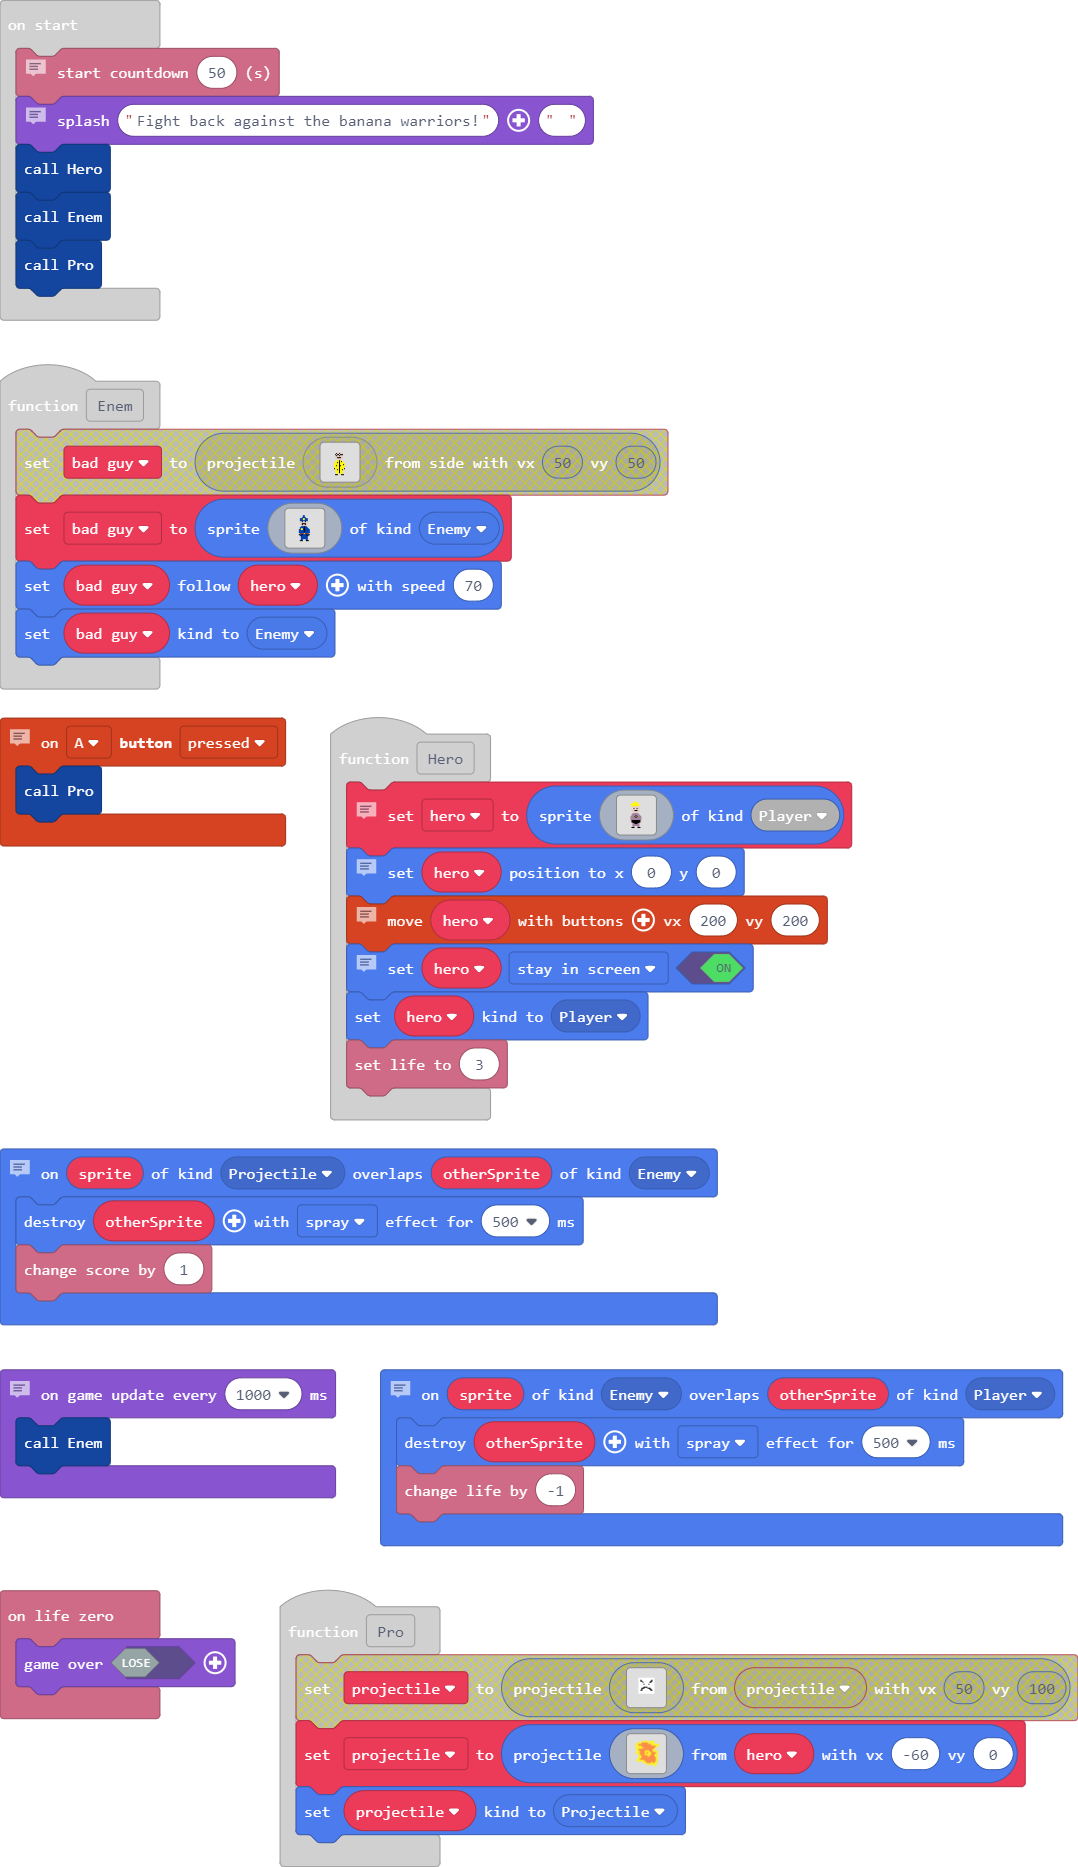 on start
start countdown 50 (s)
splash "Fight back against the banana warriors!" " "
call Hero
call Enem
call Pro
function Enem
set bad guy to projectile from side with vx 50 vy 50
set bad guy to sprite of kind Enemy
set bad guy follow hero with speed 70
set bad guy kind to Enemy
on A button pressed
call Pro
function Hero
set hero to sprite of kind Player
set hero position to x 0 y 0
move hero with buttons vx 200 vy 200
set hero stay in screen ON
set hero kind to Player
set life to 3
on sprite of kind Projectile overlaps otherSprite of kind Enemy
destroy otherSprite with spray effect for 500 ms
change score by 1
on game update every 1000 ms
call Enem
on sprite of kind Enemy overlaps otherSprite of kind Player
destroy otherSprite with spray effect for 500 ms
change life by -1
on life zero
game over LOSE
function Pro
set projectile to projectile from projectile with vx 50 vy 100
set projectile to projectile from hero with vx -60 vy 0
set projectile kind to Projectile